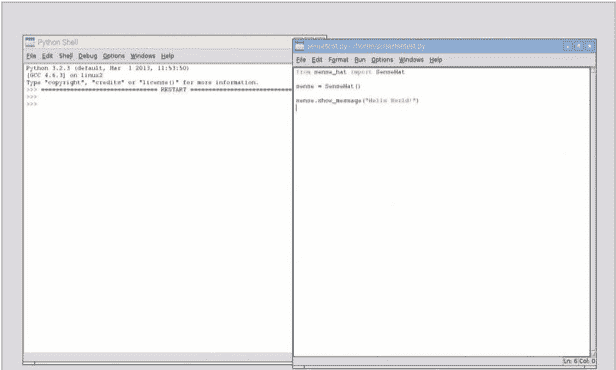 Python Shell
File Edit Shell Debug Options Windows Help
Python 3.2.3 (default, Mar 1 2013, 11:53:50)
[GCC 4.6.3] on linux2
Type "copyright", "credits" or "license()" for more information.
>>> ================================ RESTART ================================
>>>
>>>
File Edit Format Run Options Windows Help
from sense_hat import SenseHat
sense = SenseHat()
sense.show_message("Hello World!")
Ln: 6 Col: 0